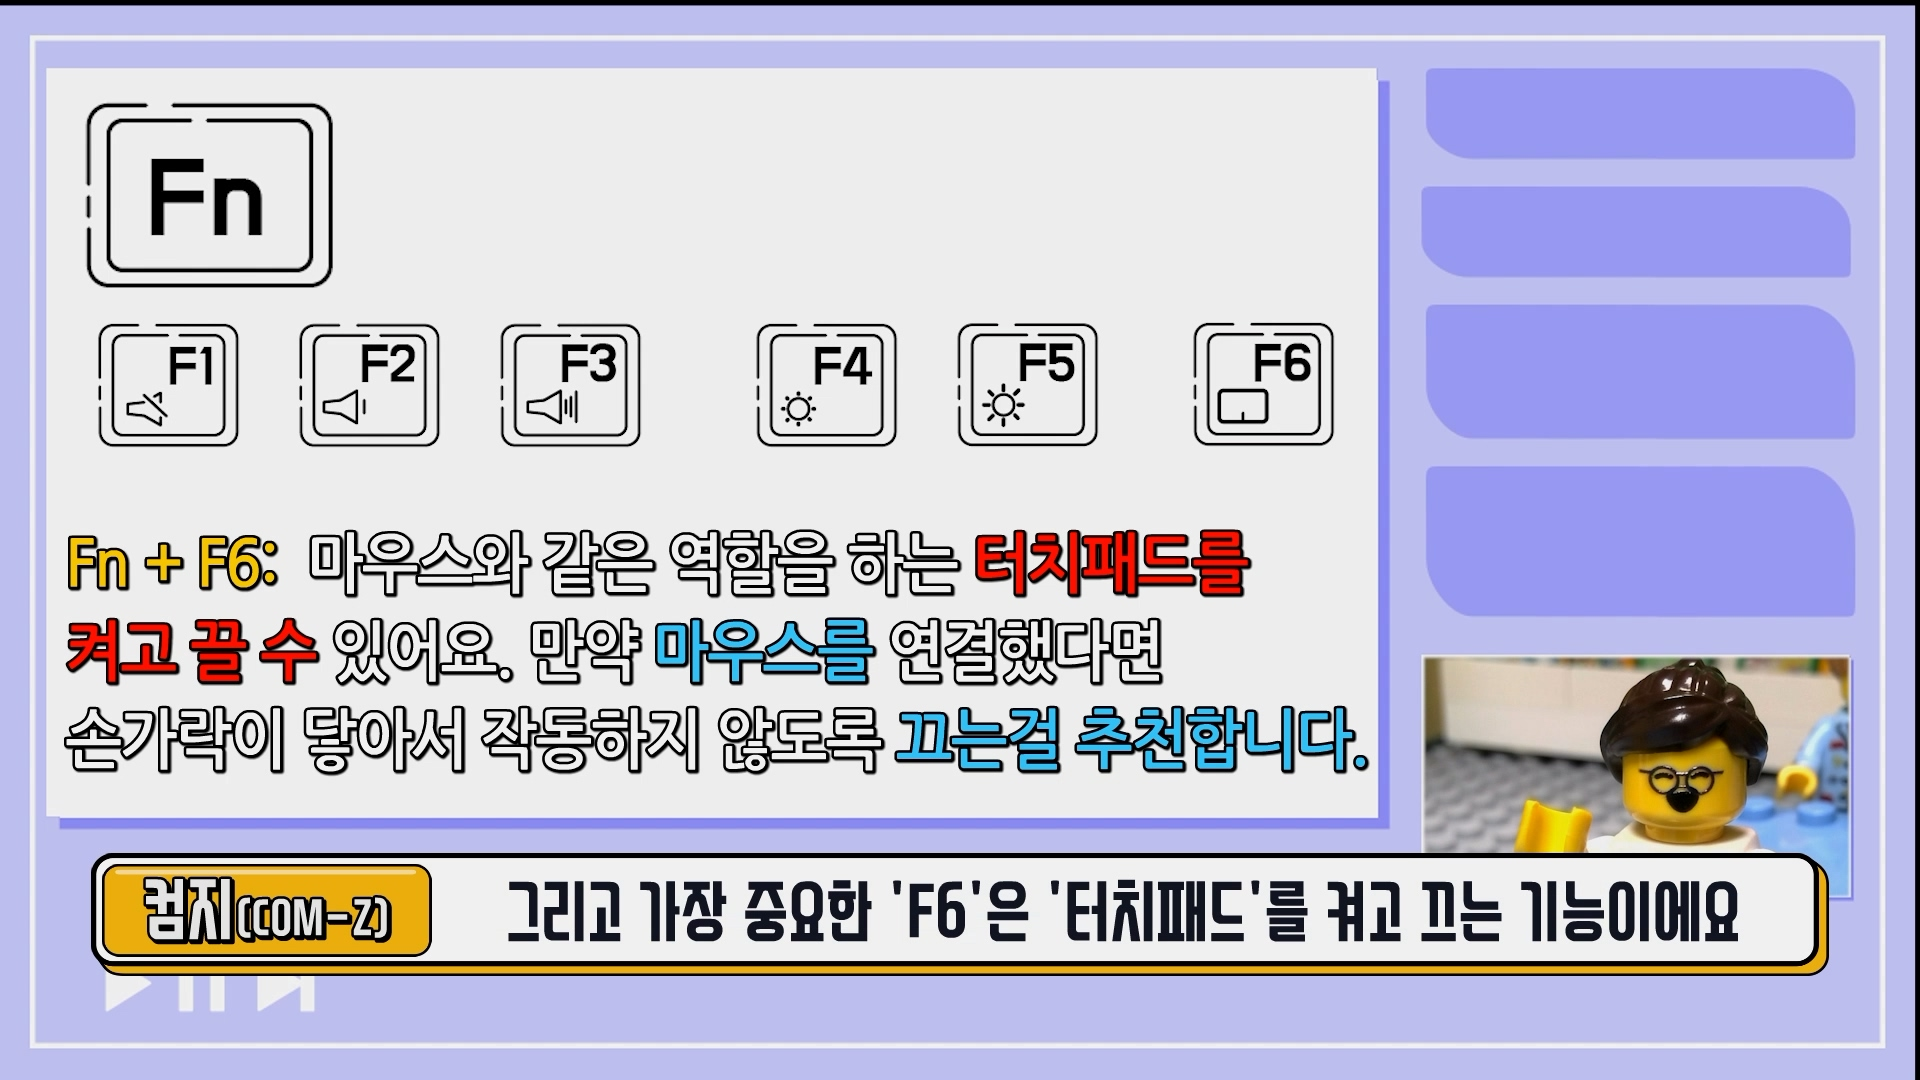 Fn
F1
F2
F3
F4
F5
F6
Fn + F6: 마우스와 같은 역할을 하는 터치패드를
켜고 끌 수 있어요. 만약 마우스를 연결했다면
손가락이 닿아서 작동하지 않도록 끄는걸 추천합니다.
컴지(COM-Z)
그리고 가장 중요한 'F6'은 '터치패드'를 켜고 끄는 기능이에요